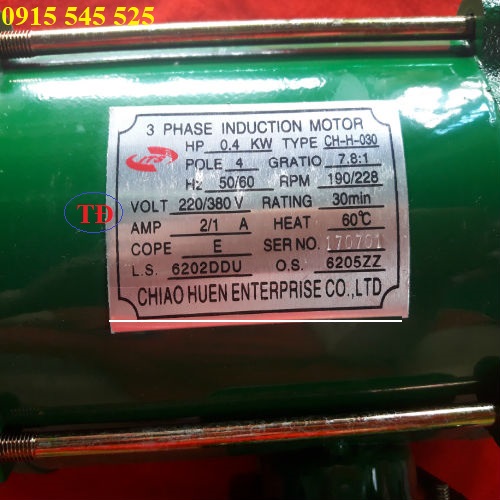 0915 545 525
3 PHASE INDUCTION MOTOR
HP 0.4 KW TYPE CH-H-030
POLE 4 GRATIO 7.8:1
Hz 50/60 RPM 190/228
VOLT 220/380 V RATING 30min
TĐ
AMP 2/1 A HEAT 60℃
COPE E SER NO. 170701
L.S. 6202DDU O.S. 6205ZZ
CHIAO HUEN ENTERPRISE CO.,LTD